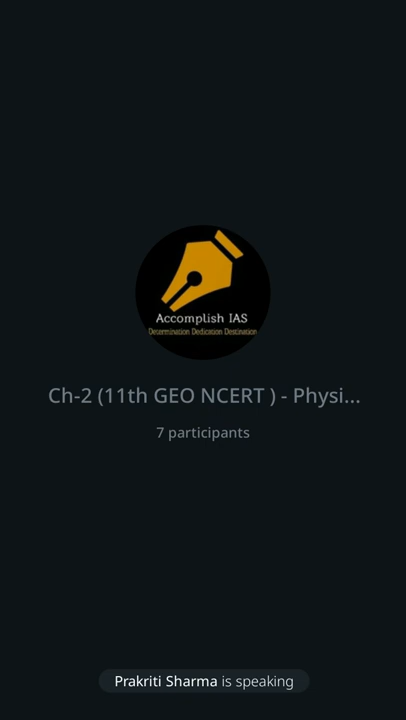 Accomplish IAS
Determination Dedication Destination
Ch-2 (11th GEO NCERT ) - Physi...
7 participants
Prakriti Sharma is speaking